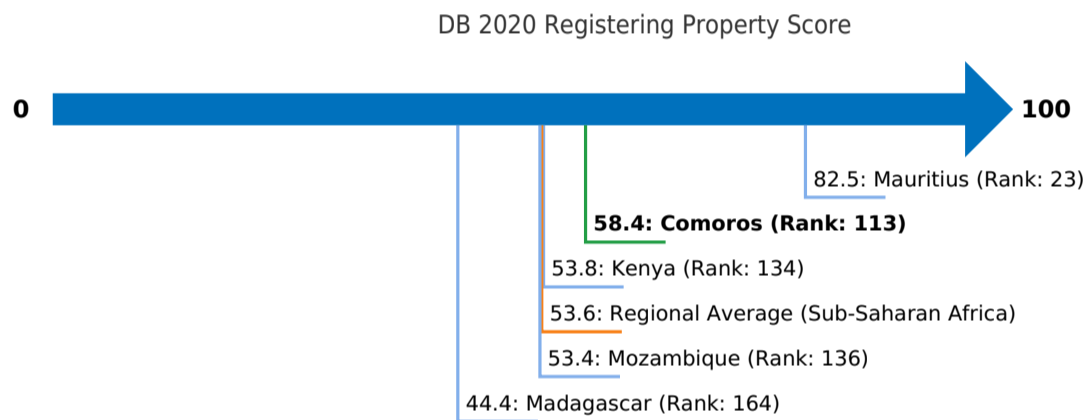 DB 2020 Registering Property Score
0
100
82.5: Mauritius (Rank: 23)
58.4: Comoros (Rank: 113)
53.8: Kenya (Rank: 134)
53.6: Regional Average (Sub-Saharan Africa)
53.4: Mozambique (Rank: 136)
44.4: Madagascar (Rank: 164)